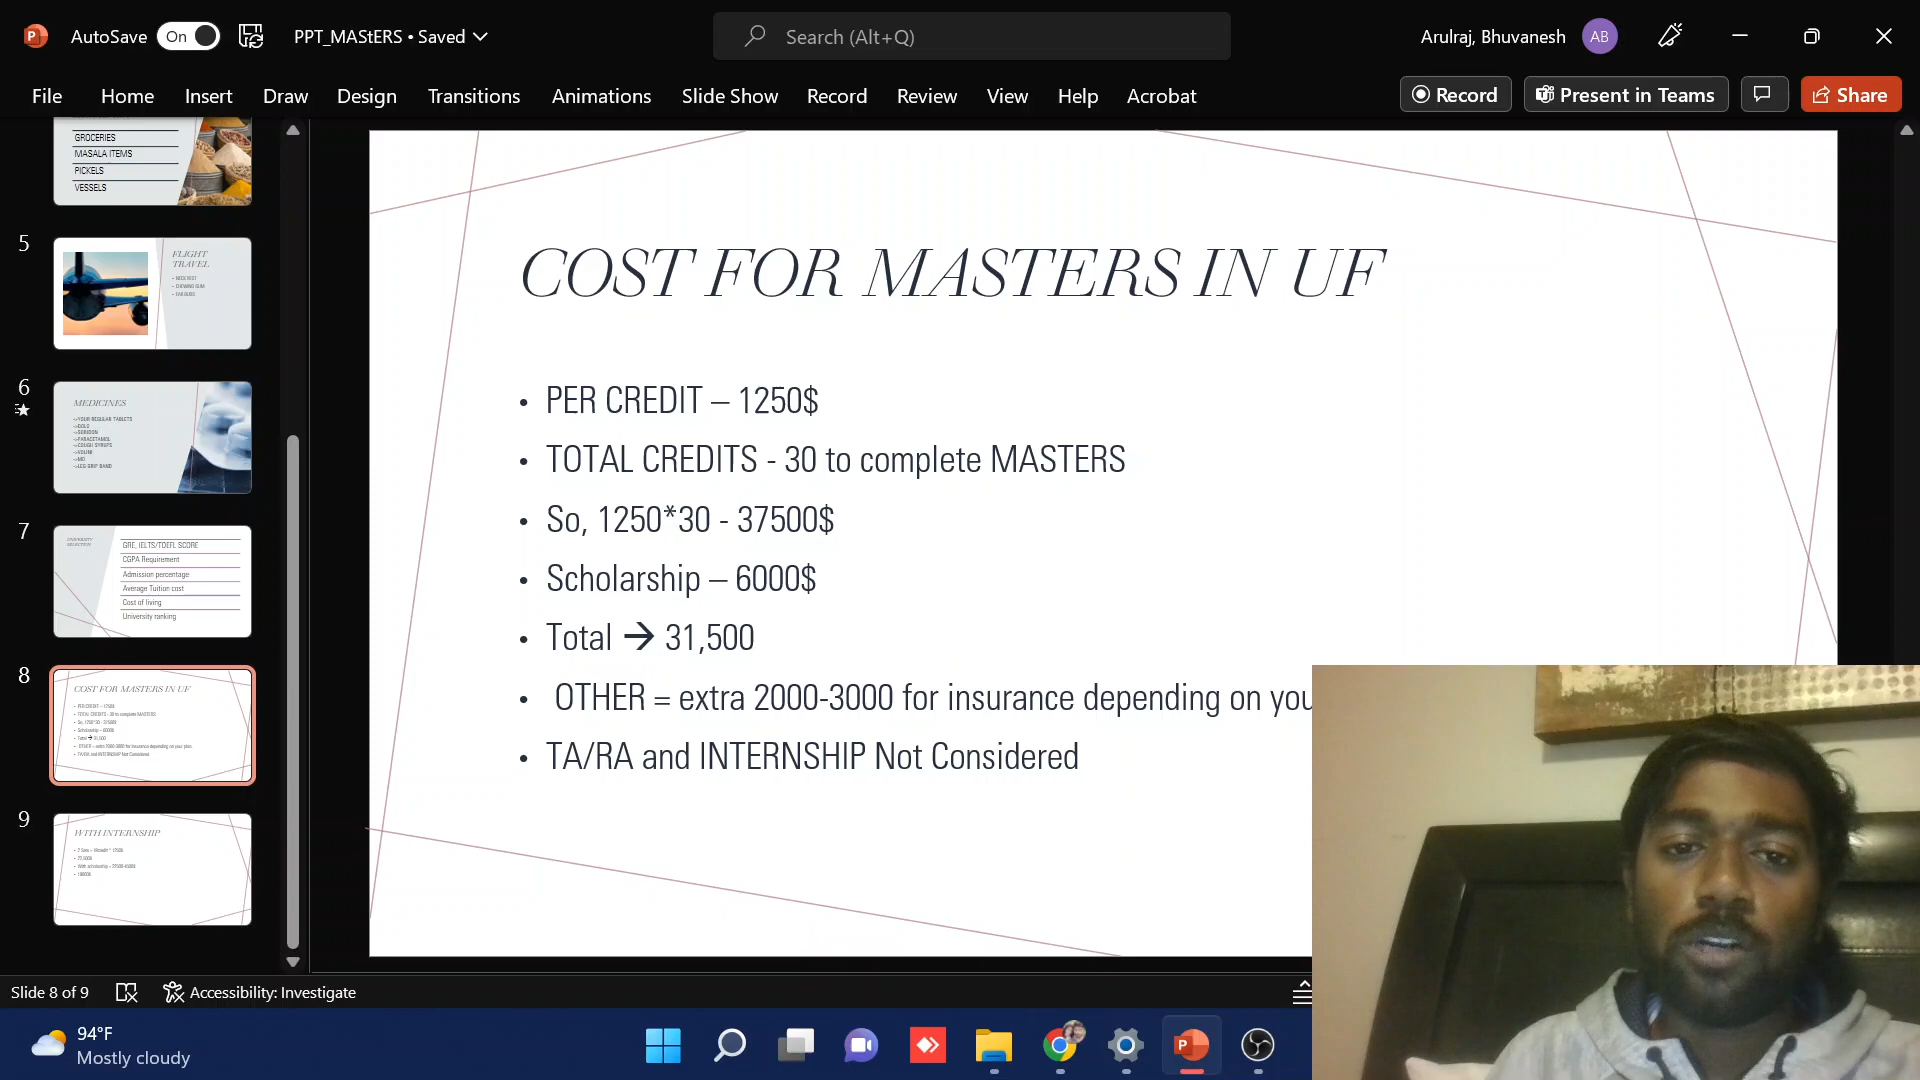 AutoSave
On
PPT_MAStERS • Saved
Search (Alt+Q)
Arulraj, Bhuvanesh
AB
File
Home
Insert
Draw
Design
Transitions
Animations
Slide Show
Record
Review
View
Help
Acrobat
Record
Present in Teams
Share
GROCERIES
MASALA ITEMS
PICKELS
VESSELS
5
FLIGHT
TRAVEL
6
MEDICINES
7
GRE, IELTS/TOEFL SCORE
CGPA Requirement
Admission percentage
Average Tuition cost
Cost of living
University ranking
8
COST FOR MASTERS IN UF
9
WITH INTERNSHIP
COST FOR MASTERS IN UF
• PER CREDIT – 1250$
• TOTAL CREDITS - 30 to complete MASTERS
• So, 1250*30 - 37500$
• Scholarship – 6000$
• Total → 31,500
• OTHER = extra 2000-3000 for insurance depending on you
• TA/RA and INTERNSHIP Not Considered
Slide 8 of 9
Accessibility: Investigate
94°F
Mostly cloudy